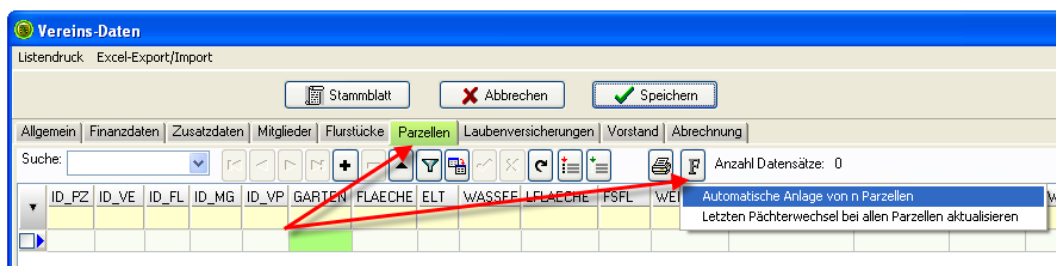 Vereins-Daten
Listendruck Excel-Export/Import
Stammblatt Abbrechen Speichern
Allgemein Finanzdaten Zusatzdaten Mitglieder Flurstücke Parzellen Laubenversicherungen Vorstand Abrechnung
Suche: F Anzahl Datensätze: 0
ID_PZ ID_VE ID_FL ID_MG ID_VP GARTEN FLAECHE ELT WASSER LFLAECHE FSFL
Automatische Anlage von n Parzellen
Letzten Pächterwechsel bei allen Parzellen aktualisieren